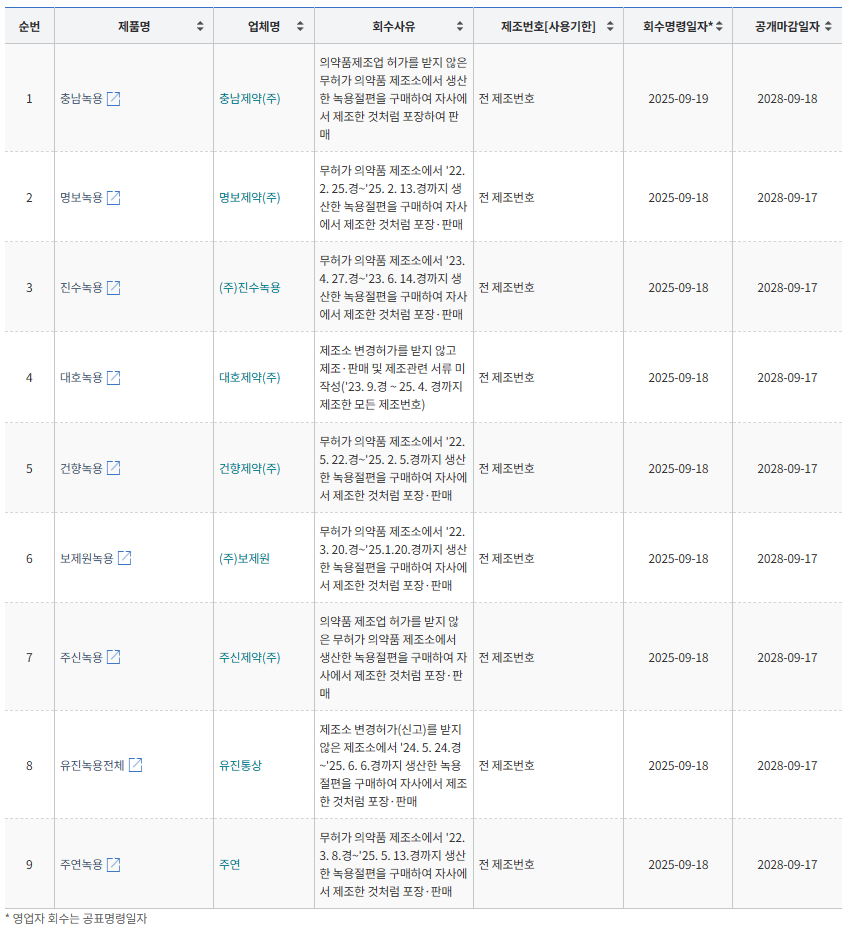 순번 제품명 업체명 회수사유 제조번호[사용기한] 회수명령일자* 공개마감일자
의약품제조업 허가를 받지 않은
무허가 의약품 제조소에서 생산
1 충남녹용 충남제약(주) 한 녹용절편을 구매하여 자사에 전 제조번호 2025-09-19 2028-09-18
서 제조한 것처럼 포장하여 판
매
무허가 의약품 제조소에서 '22.
2. 25.경~'25. 2. 13.경까지 생
2 명보녹용 명보제약(주) 전 제조번호 2025-09-18 2028-09-17
산한 녹용절편을 구매하여 자사
에서 제조한 것처럼 포장·판매
무허가 의약품 제조소에서 '23.
4. 27.경~'23. 6. 14.경까지 생
3 진수녹용 (주)진수녹용 전 제조번호 2025-09-18 2028-09-17
산한 녹용절편을 구매하여 자사
에서 제조한 것처럼 포장·판매
제조소 변경허가를 받지 않고
제조·판매 및 제조관련 서류 미
4 대호녹용 대호제약(주) 전 제조번호 2025-09-18 2028-09-17
작성('23. 9.경 ~ 25. 4. 경까지
제조한 모든 제조번호)
무허가 의약품 제조소에서 '22.
5. 22.경~'25. 2. 5.경까지 생산
5 건향녹용 건향제약(주) 전 제조번호 2025-09-18 2028-09-17
한 녹용절편을 구매하여 자사에
서 제조한 것처럼 포장·판매
무허가 의약품 제조소에서 '22.
3. 20.경~'25.1.20.경까지 생산
6 보제원녹용 (주)보제원 전 제조번호 2025-09-18 2028-09-17
한 녹용절편을 구매하여 자사에
서 제조한 것처럼 포장·판매
의약품 제조업 허가를 받지 않
은 무허가 의약품 제조소에서
7 주신녹용 주신제약(주) 생산한 녹용절편을 구매하여 자 전 제조번호 2025-09-18 2028-09-17
사에서 제조한 것처럼 포장·판
매
제조소 변경허가(신고)를 받지
않은 제조소에서 '24. 5. 24.경
8 유진녹용전체 유진통상 ~'25. 6. 6.경까지 생산한 녹용 전 제조번호 2025-09-18 2028-09-17
절편을 구매하여 자사에서 제조
한 것처럼 포장·판매
무허가 의약품 제조소에서 '22.
3. 8.경~'25. 5. 13.경까지 생산
9 주연녹용 주연 전 제조번호 2025-09-18 2028-09-17
한 녹용절편을 구매하여 자사에
서 제조한 것처럼 포장·판매
* 영업자 회수는 공표명령일자